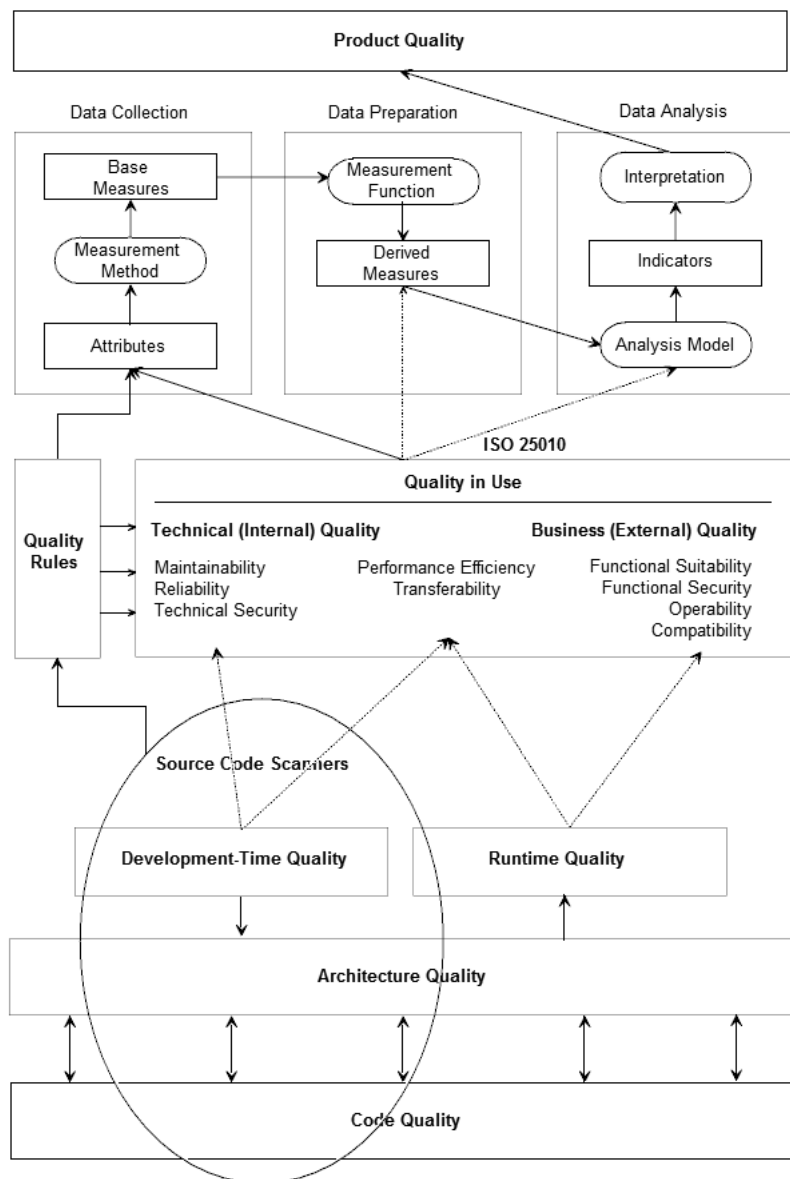 Product Quality
Data Collection
Data Preparation
Data Analysis
Base
Measures
Measurement
Method
Attributes
Measurement
Function
Derived
Measures
Interpretation
Indicators
Analysis Model
ISO 25010
Quality
Rules
Quality in Use
Technical (Internal) Quality
Business (External) Quality
Maintainability
Reliability
Technical Security
Performance Efficiency
Transferability
Functional Suitability
Functional Security
Operability
Compatibility
Source Code Scanners
Development-Time Quality
Runtime Quality
Architecture Quality
Code Quality